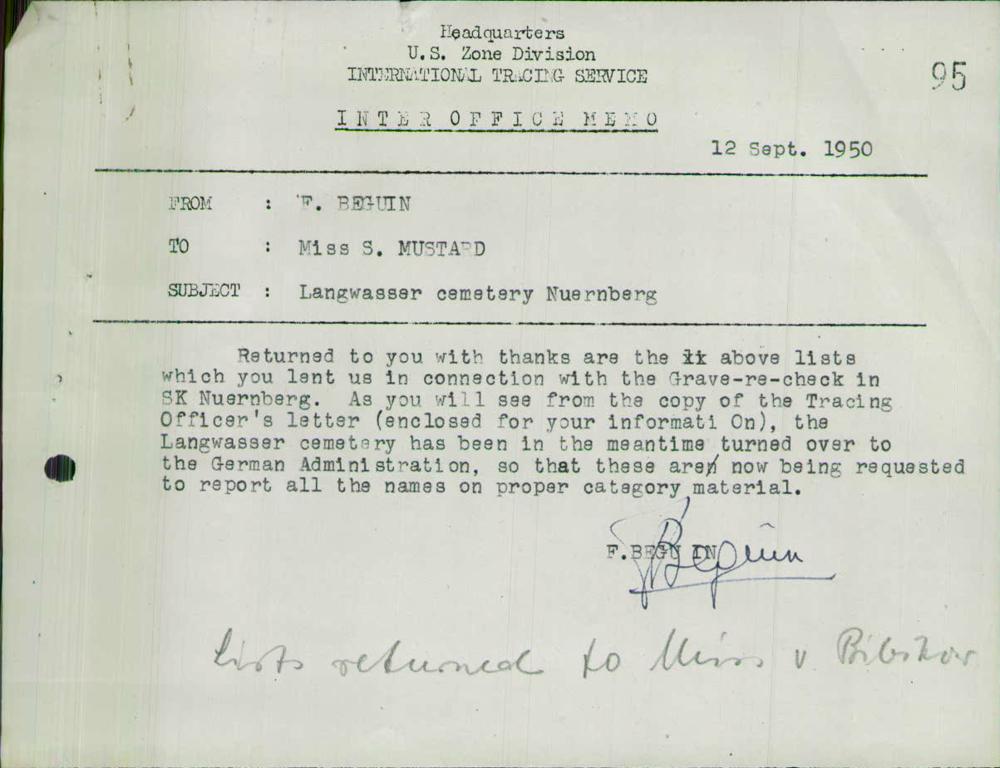 Headquarters
U.S. Zone Division
INTERNATIONAL TRACING SERVICE
95
INTER OFFICE MEMO
12 Sept. 1950
FROM : F. BEGUIN
TO : Miss S. MUSTARD
SUBJECT : Langwasser cemetery Nuernberg
Returned to you with thanks are the above lists
which you lent us in connection with the Grave-re-check in
SK Nuernberg. As you will see from the copy of the Tracing
Officer's letter (enclosed for your informati On), the
Langwasser cemetery has been in the meantime turned over to
the German Administration, so that these are now being requested
to report all the names on proper category material.
F.BEGUIN
Beguin
Lists returned to Miss v